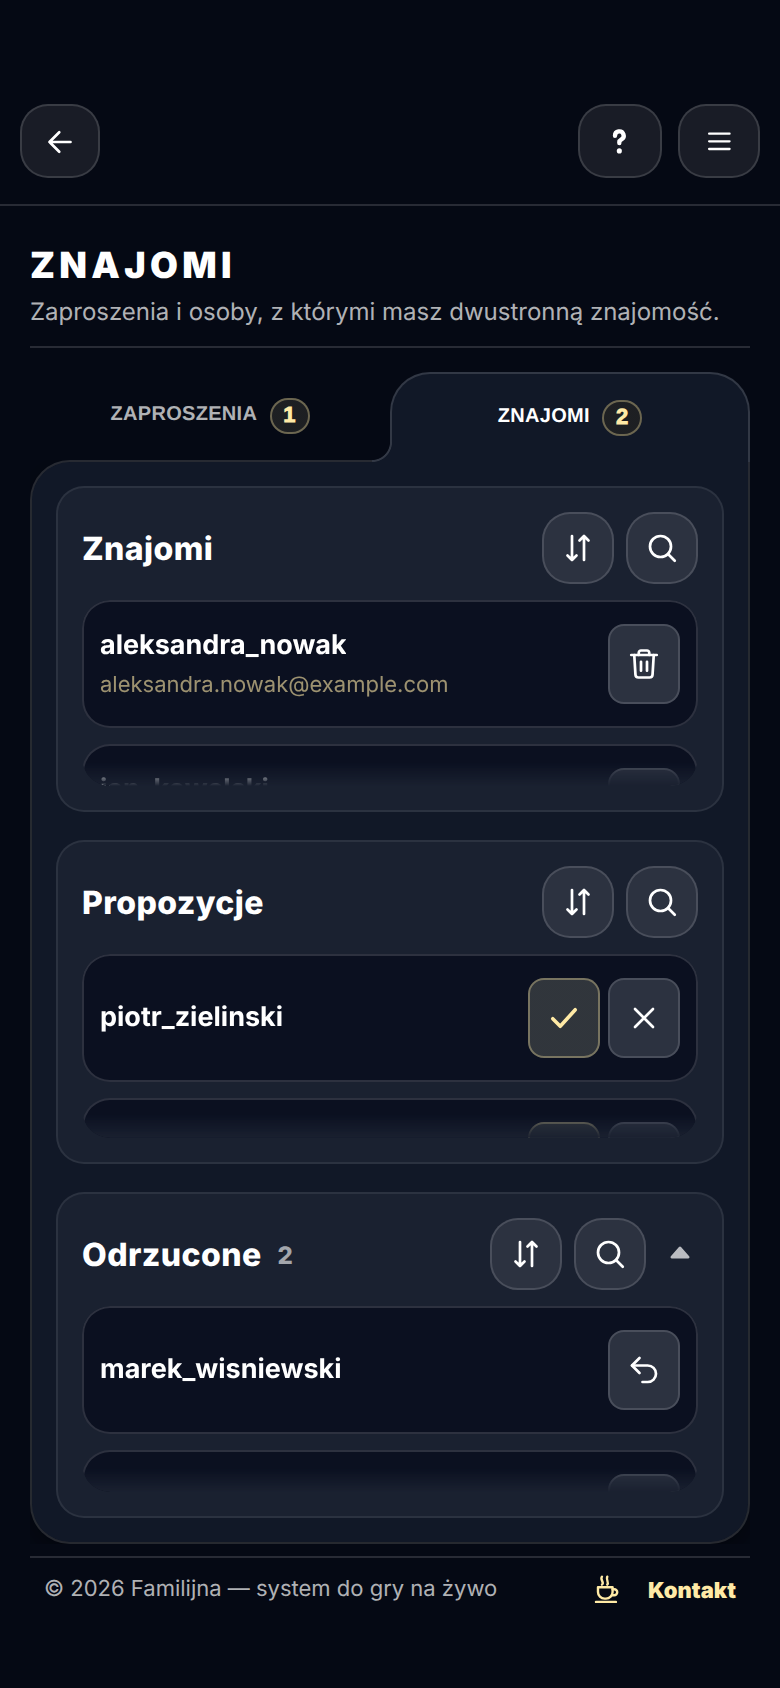 ?
ZNAJOMI
Zaproszenia i osoby, z którymi masz dwustronną znajomość.
ZAPROSZENIA 1
ZNAJOMI 2
Znajomi
aleksandra_nowak
aleksandra.nowak@example.com
Propozycje
piotr_zielinski
Odrzucone 2
marek_wisniewski
© 2026 Familijna — system do gry na żywo
Kontakt